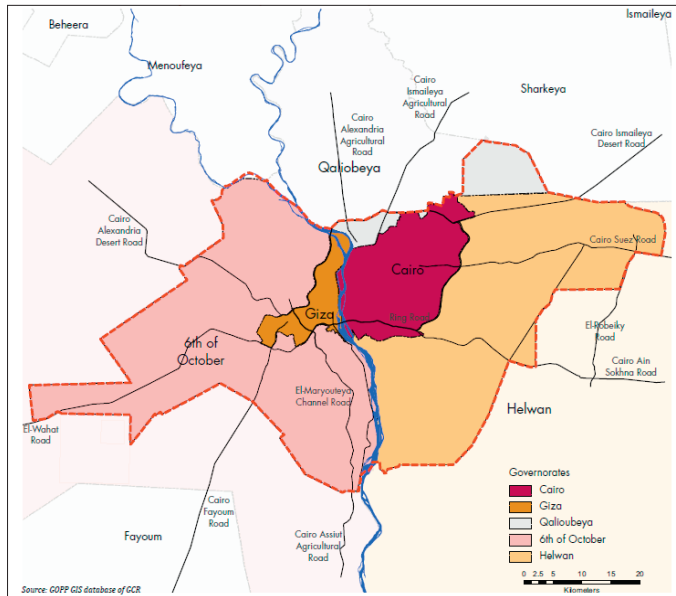 Ismaileya
Beheera
Menoufeya
Cairo
Ismaileya
Agricultural
Road
Sharkeya
Cairo
Alexandria
Agricultural
Road
Cairo Ismaileya
Desert Road
Qaliobeya
Cairo
Alexandria
Desert Road
Cairo Suez Road
Cairo
Giza
Ring Road
6th of
October
El-Robeiky
Road
Cairo Ain
Sokhna Road
El-Maryouteya
Channel Road
El-Wahat
Road
Helwan
Governorates
Cairo
Giza
Qalioubeya
6th of October
Helwan
Cairo
Fayoum
Road
Fayoum
Cairo Assiut
Agricultural
Road
0 2.5 5 10 15 20
Kilometers
Source: GOPP GIS database of GCR